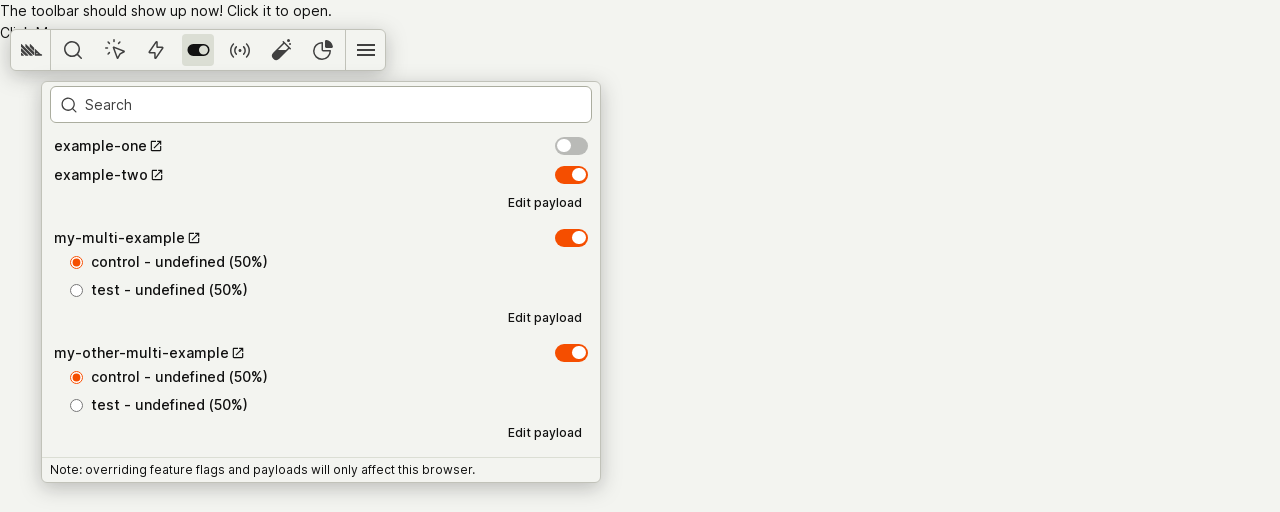 The toolbar should show up now! Click it to open.
Search
example-one
example-two
Edit payload
my-multi-example
control - undefined (50%)
test - undefined (50%)
Edit payload
my-other-multi-example
control - undefined (50%)
test - undefined (50%)
Edit payload
Note: overriding feature flags and payloads will only affect this browser.